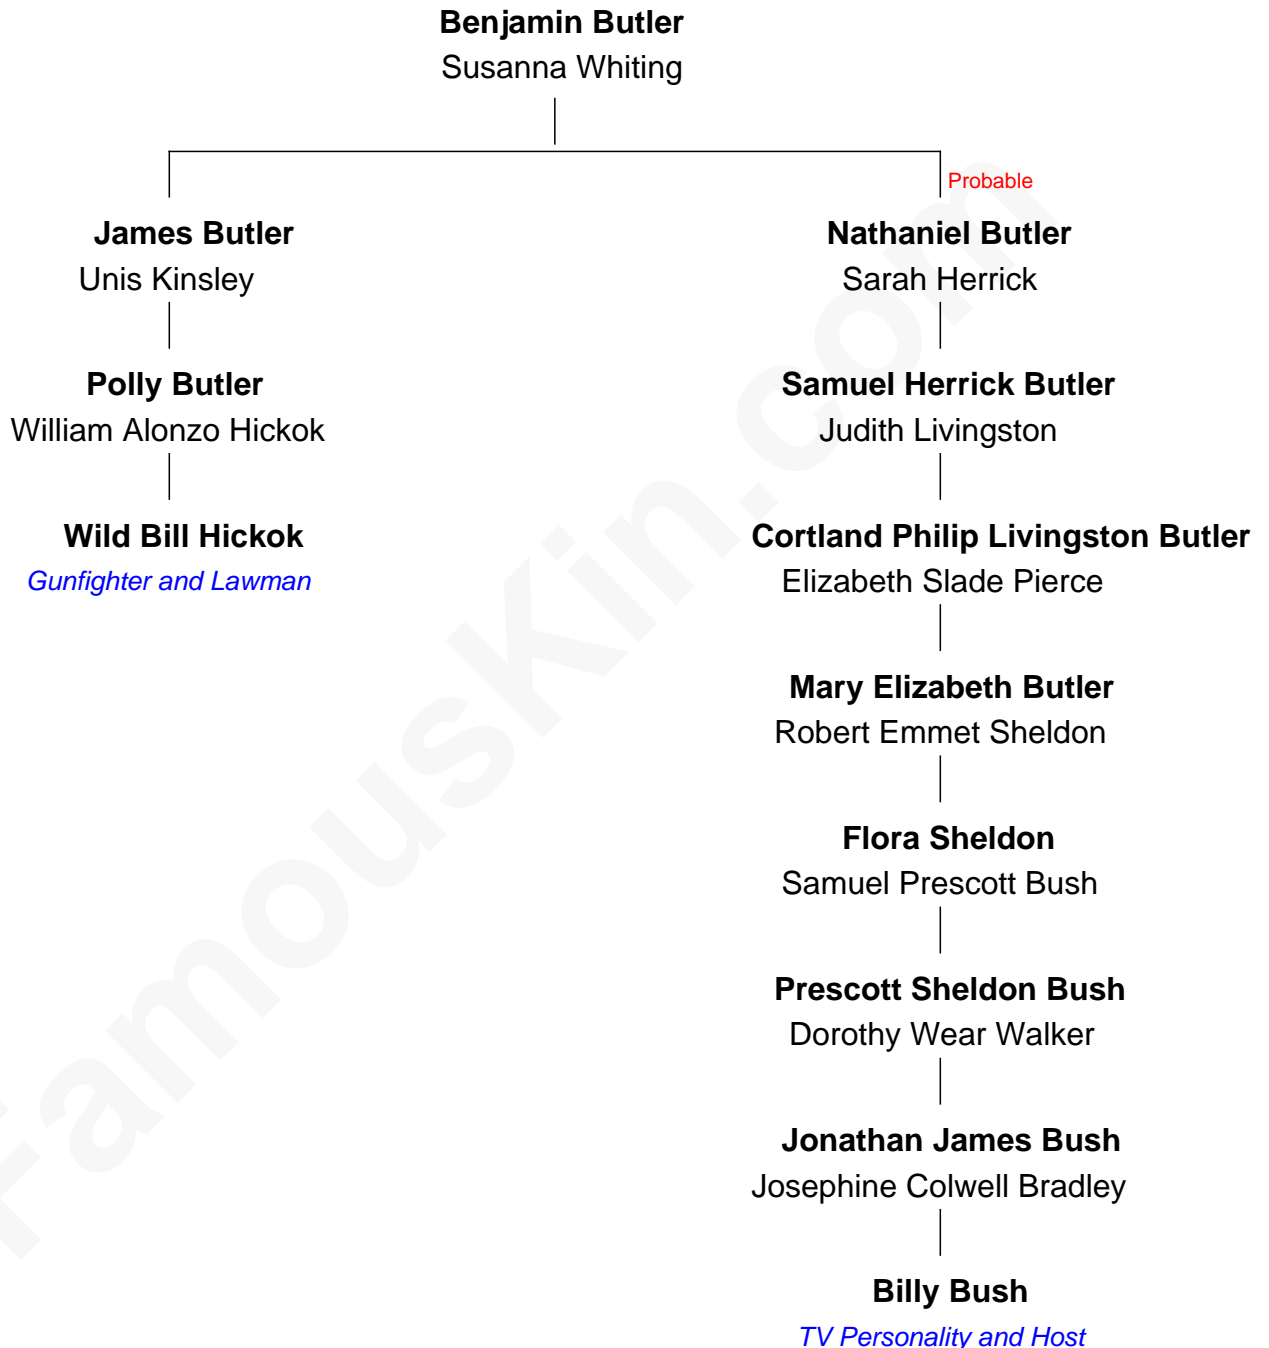 Benjamin Butler
Susanna Whiting
Probable
James Butler
Unis Kinsley
Polly Butler
William Alonzo Hickok
Wild Bill Hickok
Gunfighter and Lawman
Nathaniel Butler
Sarah Herrick
Samuel Herrick Butler
Judith Livingston
Cortland Philip Livingston Butler
Elizabeth Slade Pierce
Mary Elizabeth Butler
Robert Emmet Sheldon
Flora Sheldon
Samuel Prescott Bush
Prescott Sheldon Bush
Dorothy Wear Walker
Jonathan James Bush
Josephine Colwell Bradley
Billy Bush
TV Personality and Host
FamousKin.com